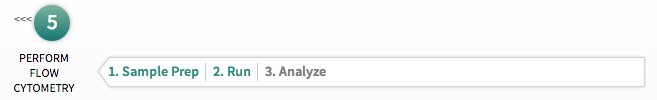 <<< 5
PERFORM
FLOW
CYTOMETRY
1. Sample Prep | 2. Run | 3. Analyze